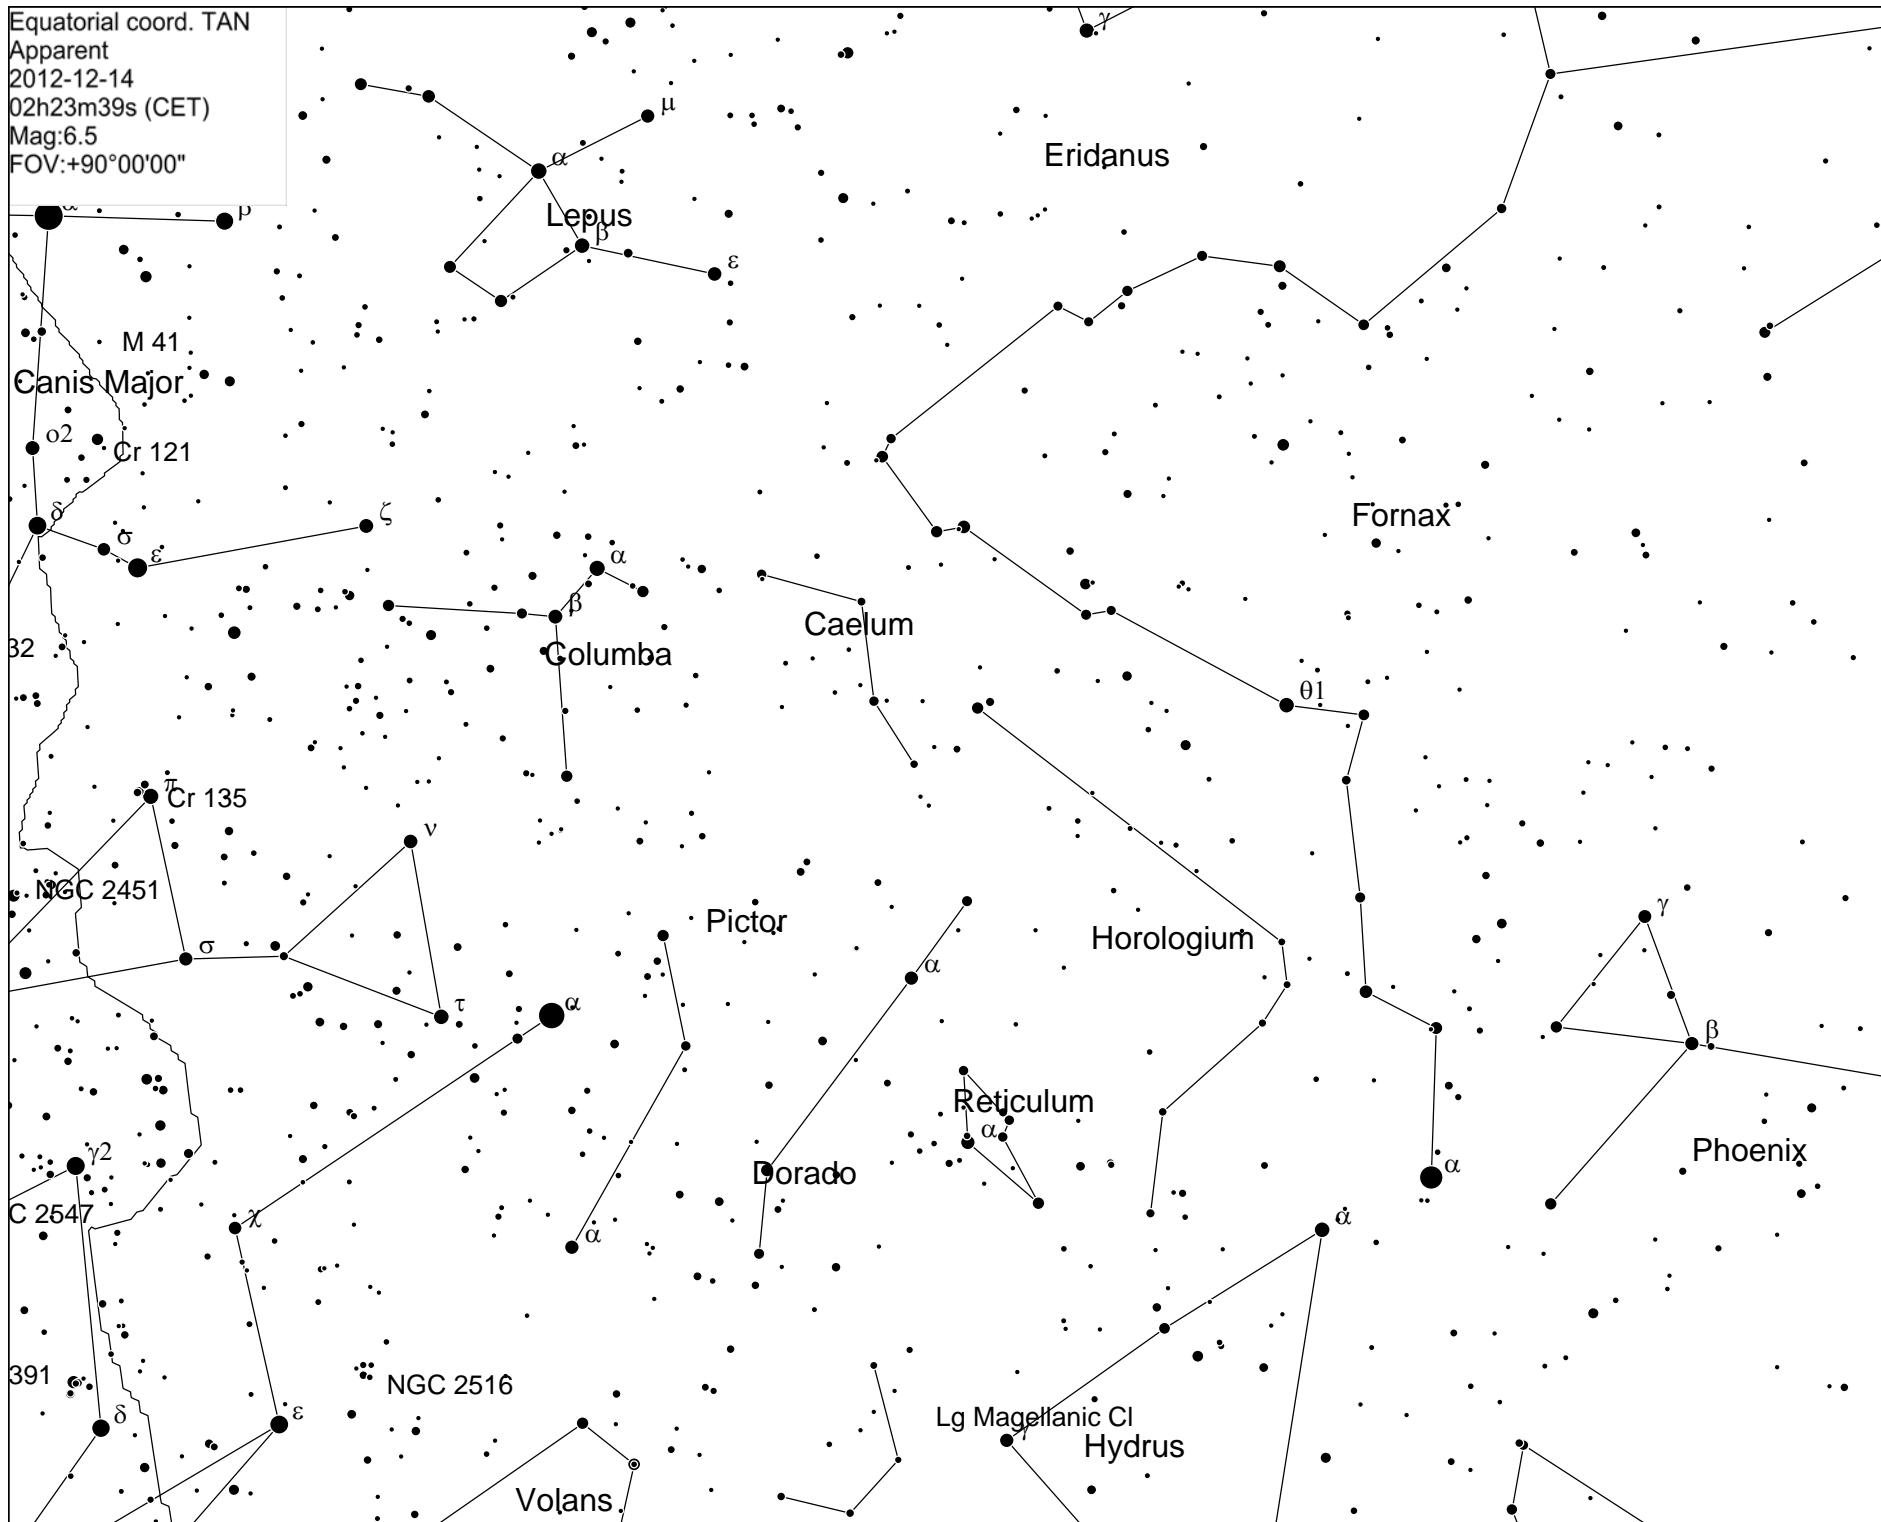 Equatorial coord. TAN
Apparent
2012-12-14
02h23m39s (CET)
Mag:6.5
FOV:+90°00'00"
γ
μ
α
Eridanus
α β
Lepus
β
ε
M 41
Canis Major
ο2
Cr 121
δ
σ
ε
ζ
Fornax
α
β
Caelum
32
Columba
θ1
π
Cr 135
ν
NGC 2451
Pictor
γ
σ
Horologium
α
τ
α
β
Reticulum
α
γ2
Dorado
Phoenix
α
C 2547
χ
α
α
391
NGC 2516
δ
ε
Lg Magellanic Cl
γ
Hydrus
Volans